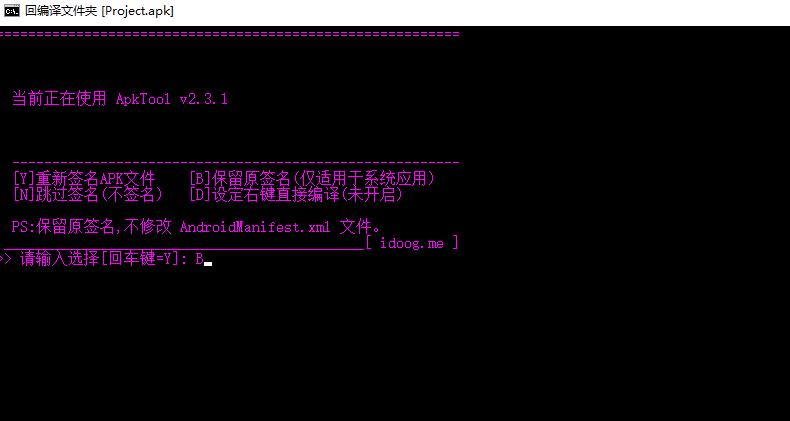 回编译文件夹 [Project.apk]
==========================================================
当前正在使用 ApkTool v2.3.1
--------------------------------------------------------
[Y]重新签名APK文件    [B]保留原签名(仅适用于系统应用)
[N]跳过签名(不签名)   [D]设定右键直接编译(未开启)
PS:保留原签名,不修改 AndroidManifest.xml 文件。
_____________________________________________[ idoog.me ]
>> 请输入选择[回车键=Y]: B